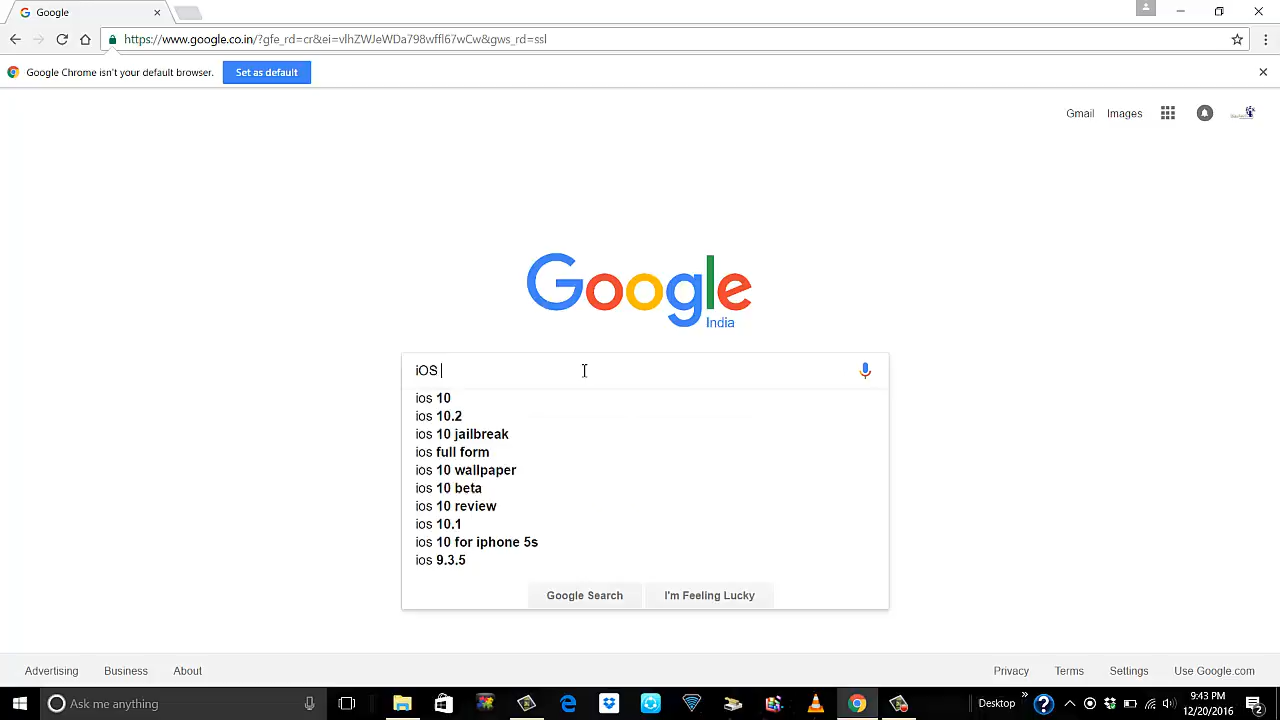 Google
https://www.google.co.in/?gfe_rd=cr&ei=vlhZWJeWDa798wffl67wCw&gws_rd=ssl
Google Chrome isn't your default browser. Set as default
Gmail Images
Google
India
iOS
ios 10
ios 10.2
ios 10 jailbreak
ios full form
ios 10 wallpaper
ios 10 beta
ios 10 review
ios 10.1
ios 10 for iphone 5s
ios 9.3.5
Google Search I'm Feeling Lucky
Advertising Business About Privacy Terms Settings Use Google.com
Ask me anything Desktop 9:43 PM
12/20/2016